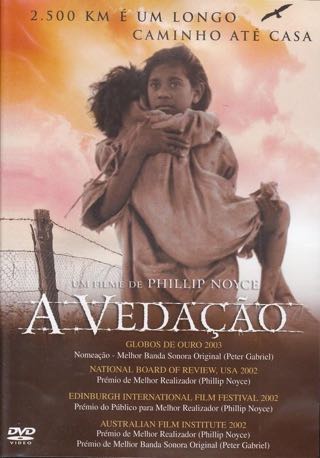 2.500 KM É UM LONGO
CAMINHO ATÉ CASA
UM FILME DE PHILLIP NOYCE
A VEDAÇÃO
GLOBOS DE OURO 2003
Nomeação - Melhor Banda Sonora Original (Peter Gabriel)
NATIONAL BOARD OF REVIEW, USA 2002
Prémio de Melhor Realizador (Phillip Noyce)
EDINBURGH INTERNATIONAL FILM FESTIVAL 2002
Prémio do Público para Melhor Realizador (Phillip Noyce)
AUSTRALIAN FILM INSTITUTE 2002
Prémio de Melhor Filme (Phillip Noyce)
Prémio de Melhor Banda Sonora Original (Peter Gabriel)
DVD
VIDEO